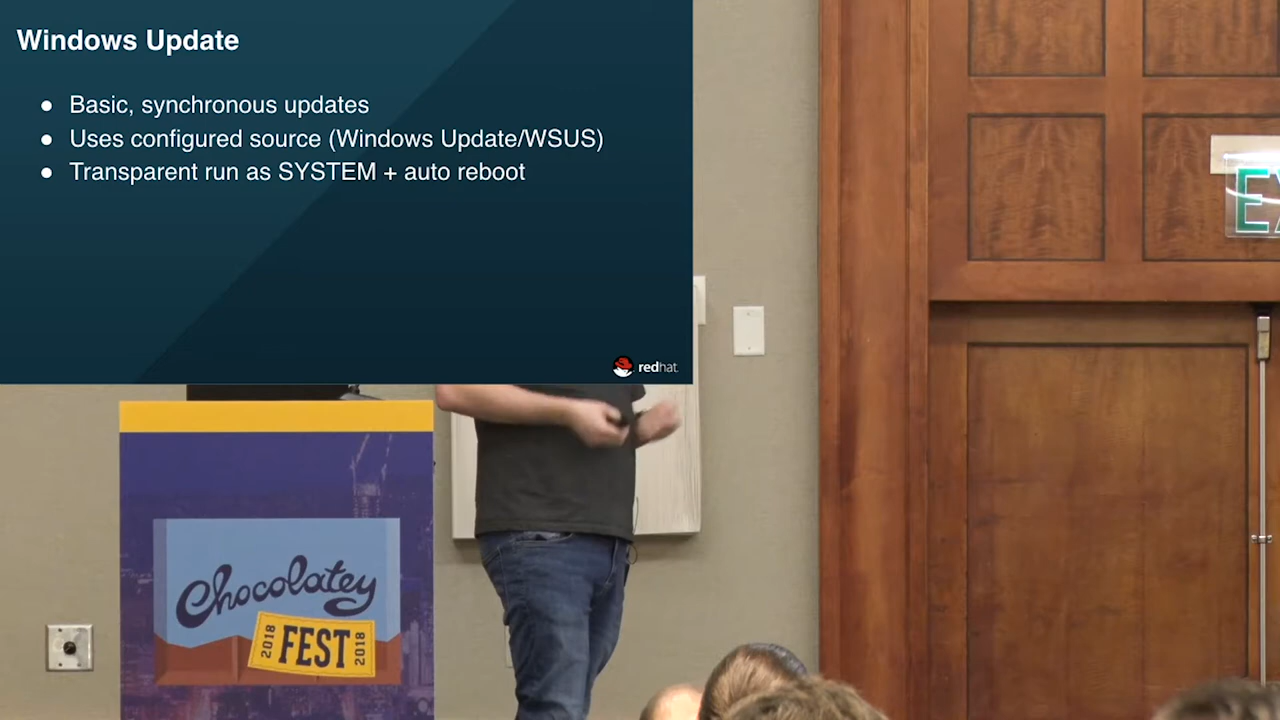 Windows Update
● Basic, synchronous updates
● Uses configured source (Windows Update/WSUS)
● Transparent run as SYSTEM + auto reboot
redhat.
Chocolatey
2018 FEST 2018